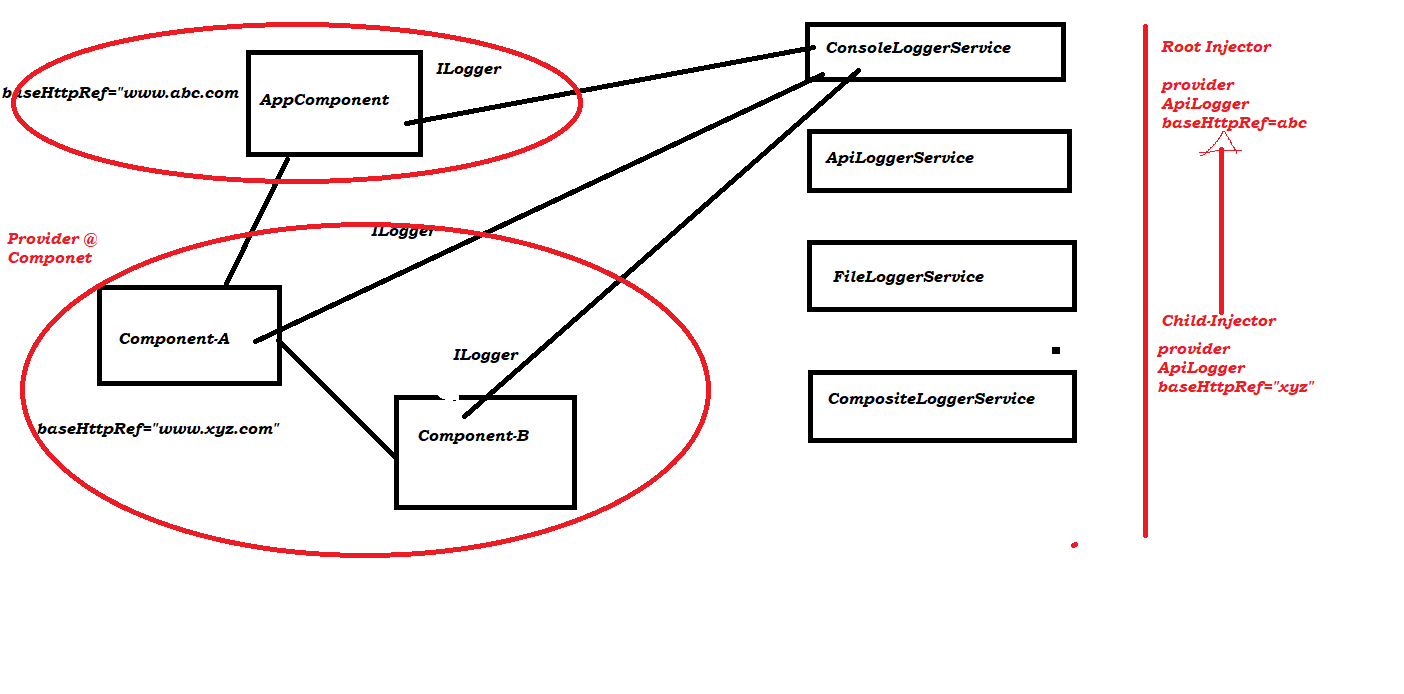 ConsoleLoggerService
Root Injector
ILogger
baseHttpRef="www.abc.com
AppComponent
provider
ApiLogger
baseHttpRef=abc
ApiLoggerService
ILogger
Provider @
Componet
FileLoggerService
Child-Injector
Component-A
ILogger
provider
ApiLogger
baseHttpRef="xyz"
CompositeLoggerService
baseHttpRef="www.xyz.com"
Component-B